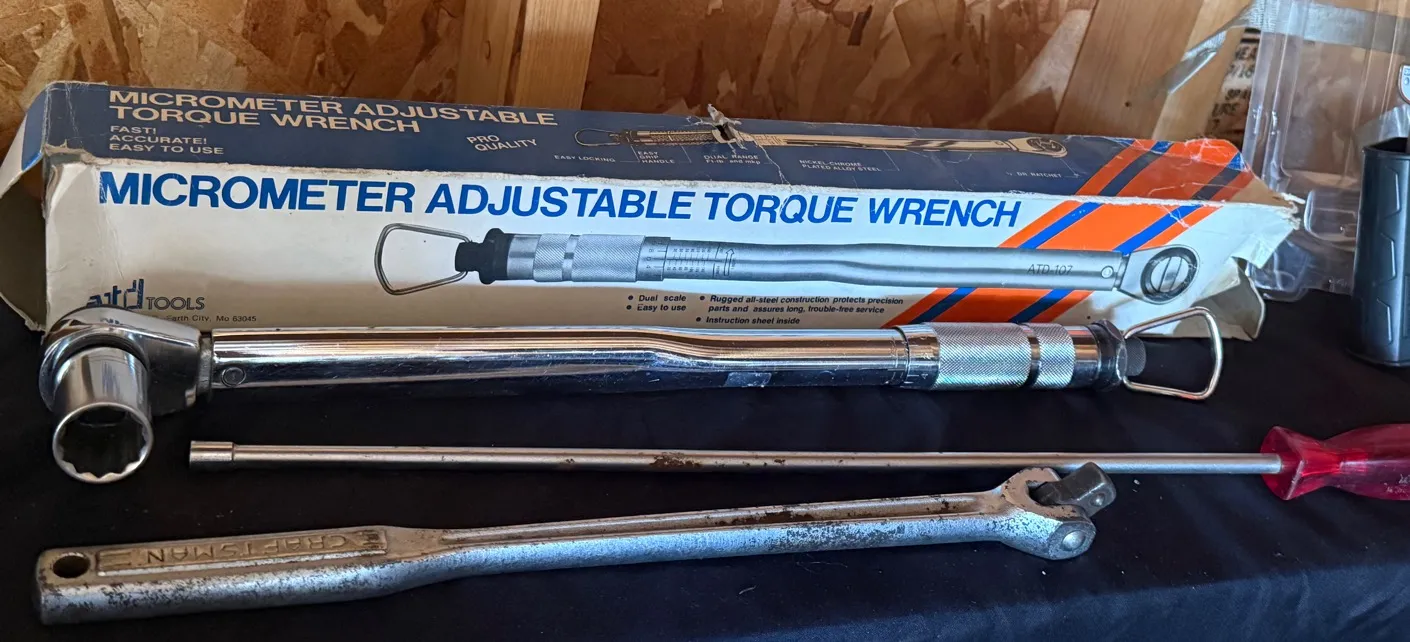 MICROMETER ADJUSTABLE
TORQUE WRENCH
FAST!
ACCURATE!
EASY TO USE
PRO
QUALITY
EASY LOCKING
EASY
GRIP
HANDLE
DUAL RANGE
NICKEL-CHROME
PLATED ALLOY STEEL
DR RATCHET
MICROMETER ADJUSTABLE TORQUE WRENCH
ATD-107
atd TOOLS
Earth City, Mo 63045
• Dual scale
• Easy to use
• Rugged all-steel construction protects precision
parts and assures long, trouble-free service
• Instruction sheet inside
CRAFTSMAN